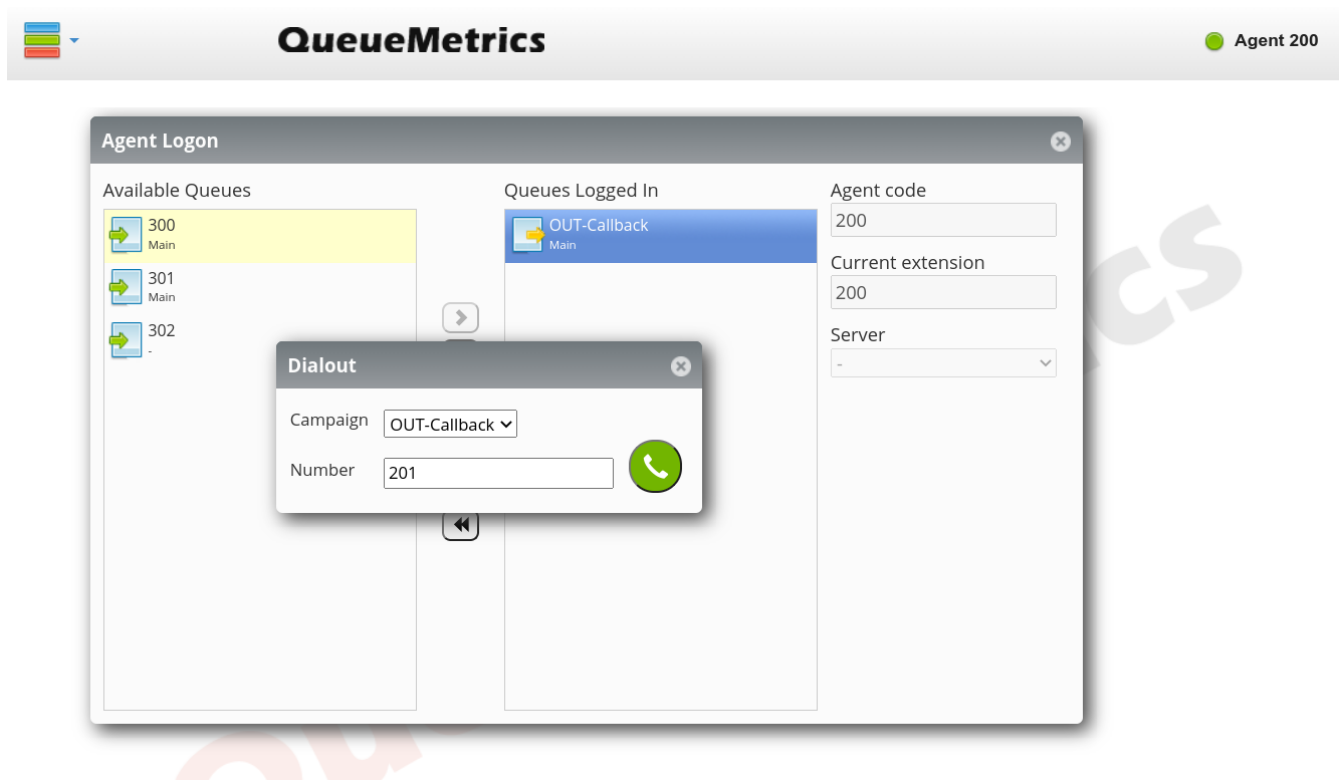 QueueMetrics
Agent 200
Agent Logon
Available Queues
300
Main
301
Main
302
-
Queues Logged In
OUT-Callback
Main
Agent code
200
Current extension
200
Server
-
Dialout
Campaign
OUT-Callback
Number
201